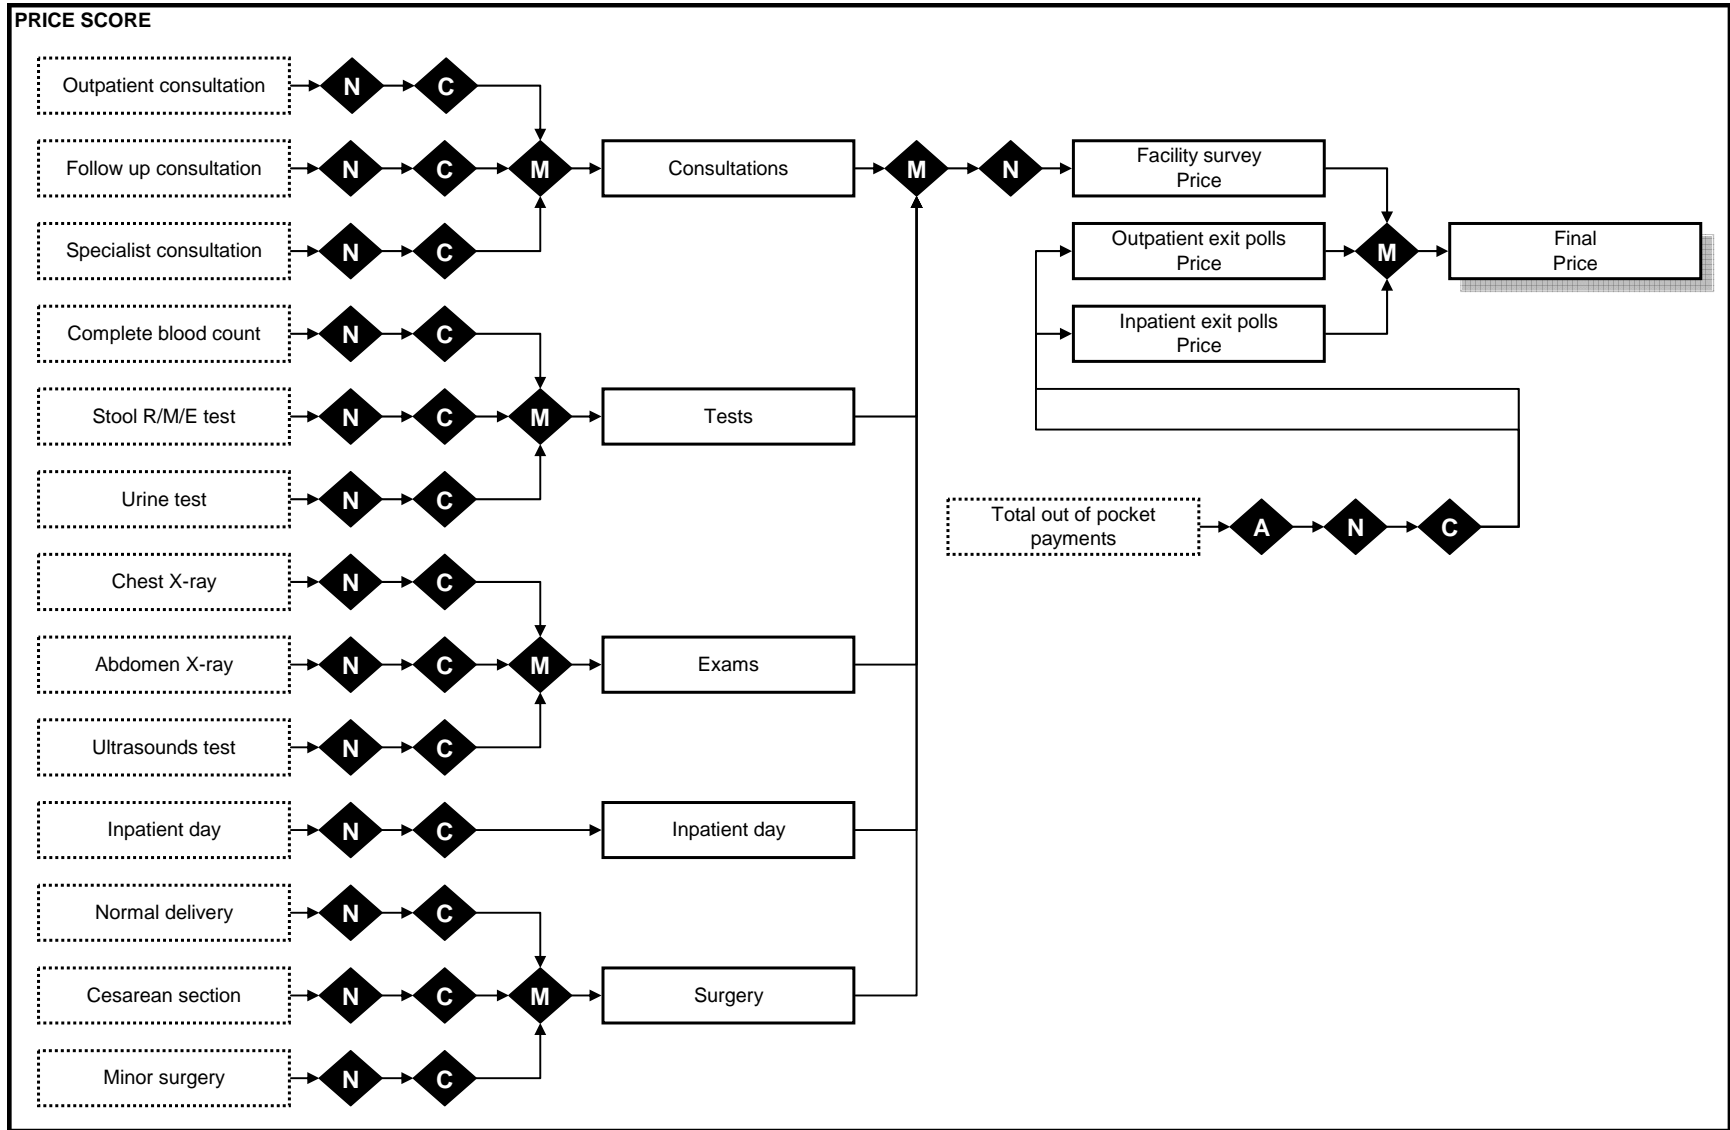 PRICE SCORE
Outpatient consultation
N
C
Follow up consultation
N
C
M
Consultations
M
N
Facility survey
Price
Specialist consultation
N
C
Outpatient exit polls
Price
M
Final
Price
Complete blood count
N
C
Inpatient exit polls
Price
Stool R/M/E test
N
C
M
Tests
Urine test
N
C
Total out of pocket
payments
A
N
C
Chest X-ray
N
C
Abdomen X-ray
N
C
M
Exams
Ultrasounds test
N
C
Inpatient day
N
C
Inpatient day
Normal delivery
N
C
Cesarean section
N
C
M
Surgery
Minor surgery
N
C